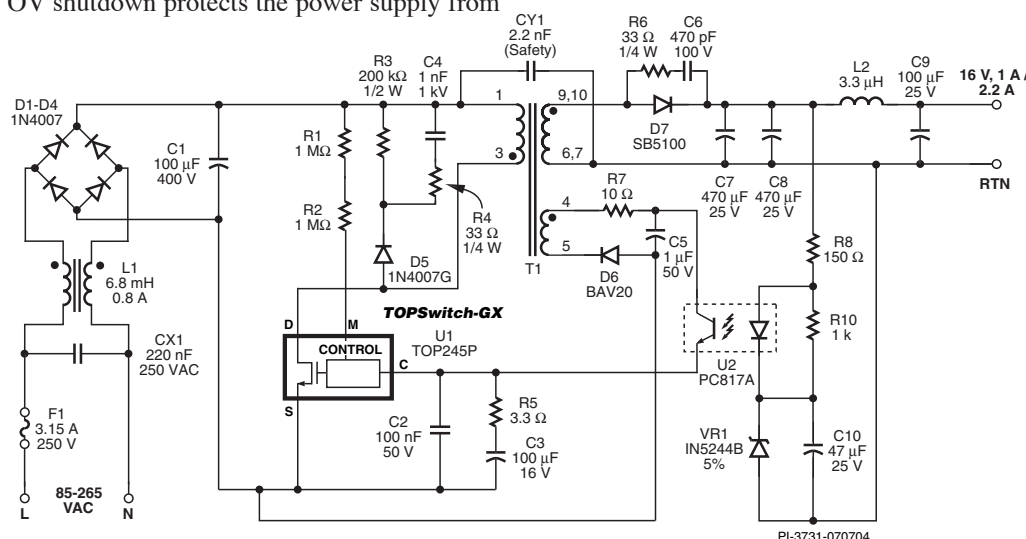 OV shutdown protects the power supply from
CY1
2.2 nF
(Safety)
R6
33 Ω
1/4 W
C6
470 pF
100 V
R3
200 kΩ
1/2 W
C4
1 nF
1 kV
L2
3.3 μH
C9
100 μF
25 V
16 V, 1 A
2.2 A
D1-D4
1N4007
1
9,10
C1
100 μF
400 V
R1
1 MΩ
D7
SB5100
3
6,7
RTN
R7
10 Ω
C7
470 μF
25 V
C8
470 μF
25 V
R2
1 MΩ
R4
33 Ω
1/4 W
4
5
C5
1 μF
50 V
R8
150 Ω
D5
1N4007G
T1
D6
BAV20
L1
6.8 mH
0.8 A
TOPSwitch-GX
D
M
U1
TOP245P
R10
1 k
CONTROL
C
S
CX1
220 nF
250 VAC
U2
PC817A
F1
3.15 A
250 V
C2
100 nF
50 V
R5
3.3 Ω
C3
100 μF
16 V
VR1
IN5244B
5%
C10
47 μF
25 V
85-265
VAC
L
N
PI-3731-070704